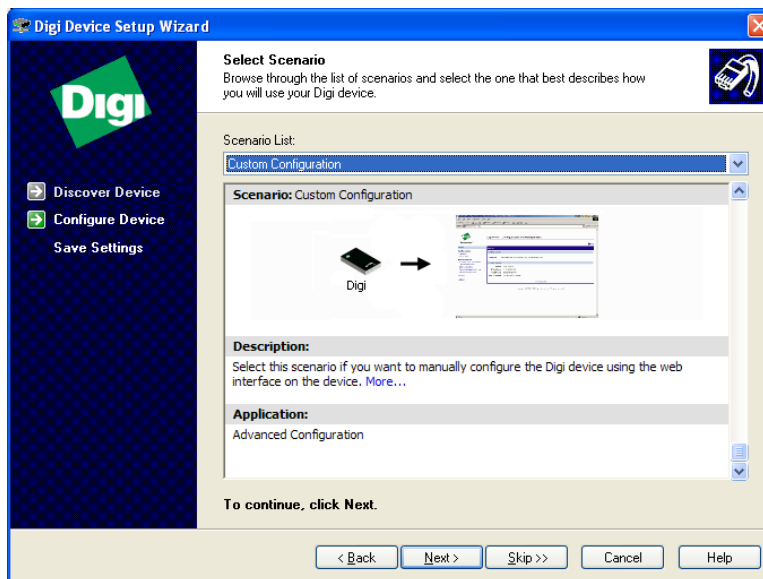 Digi Device Setup Wizard
Select Scenario
Browse through the list of scenarios and select the one that best describes how
you will use your Digi device.
Digi
Discover Device
Configure Device
Save Settings
Scenario List:
Custom Configuration
Scenario: Custom Configuration
Digi
Description:
Select this scenario if you want to manually configure the Digi device using the web
interface on the device. More...
Application:
Advanced Configuration
To continue, click Next.
< Back
Next >
Skip >>
Cancel
Help